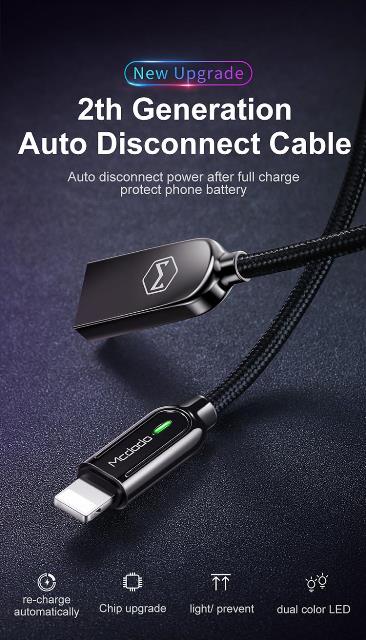 New Upgrade
2th Generation
Auto Disconnect Cable
Auto disconnect power after full charge
protect phone battery
Mcdodo
re-charge
automatically
Chip upgrade
light/ prevent
dual color LED